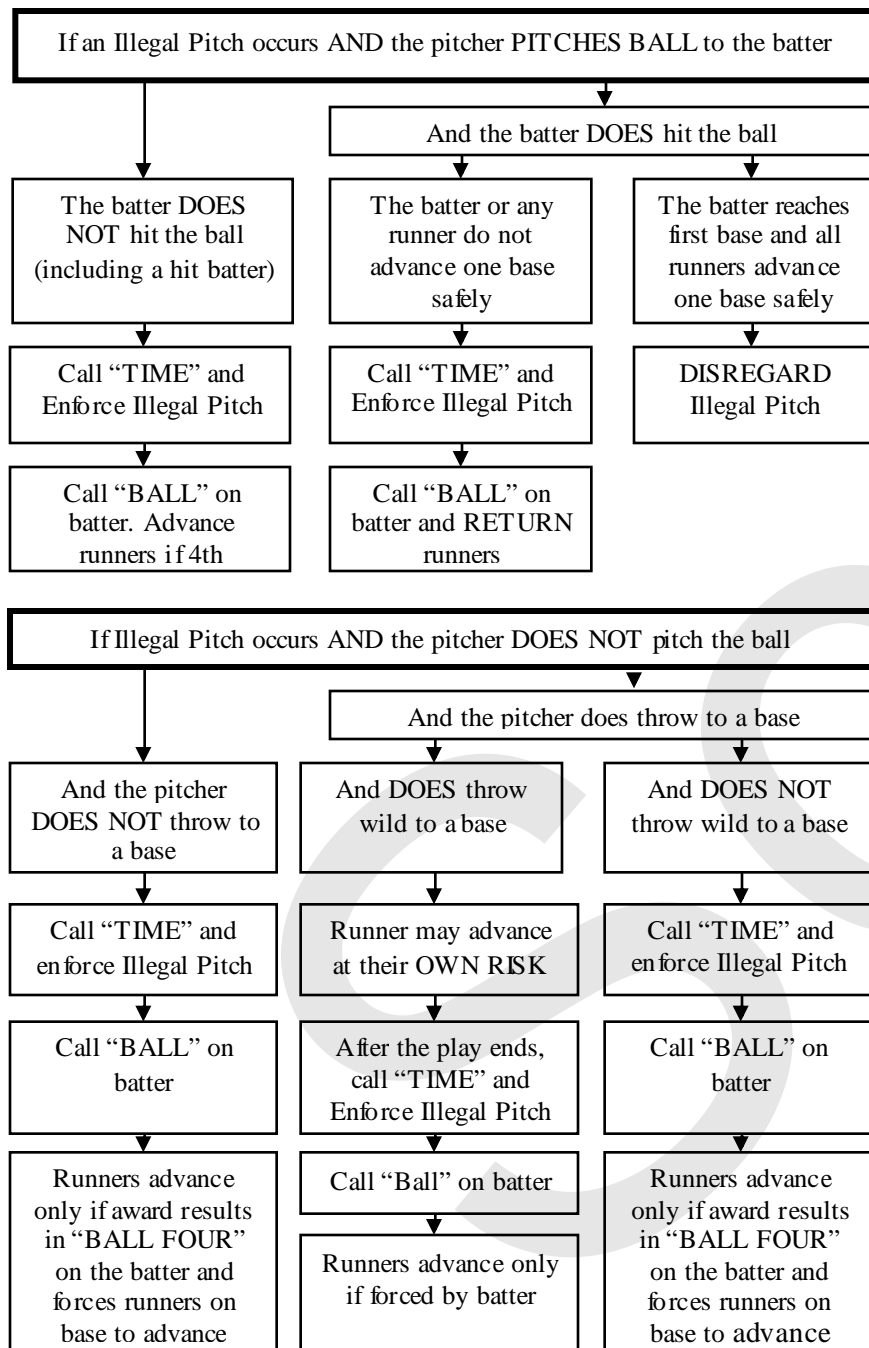 If an Illegal Pitch occurs AND the pitcher PITCHES BALL to the batter
And the batter DOES hit the ball
The batter DOES
NOT hit the ball
(including a hit batter)
The batter or any
runner do not
advance one base
safely
The batter reaches
first base and all
runners advance
one base safely
Call “TIME” and
Enforce Illegal Pitch
Call “TIME” and
Enforce Illegal Pitch
DISREGARD
Illegal Pitch
Call “BALL” on
batter. Advance
runners if 4th
Call “BALL” on
batter and RETURN
runners
If Illegal Pitch occurs AND the pitcher DOES NOT pitch the ball
And the pitcher does throw to a base
And the pitcher
DOES NOT throw to
a base
And DOES throw
wild to a base
And DOES NOT
throw wild to a base
Call “TIME” and
enforce Illegal Pitch
Runner may advance
at their OWN RISK
Call “TIME” and
enforce Illegal Pitch
Call “BALL” on
batter
After the play ends,
call “TIME” and
Enforce Illegal Pitch
Call “BALL” on
batter
Runners advance
only if award results
in “BALL FOUR”
on the batter and
forces runners on
base to advance
Call “Ball” on batter
Runners advance only
if forced by batter
Runners advance
only if award results
in “BALL FOUR”
on the batter and
forces runners on
base to advance